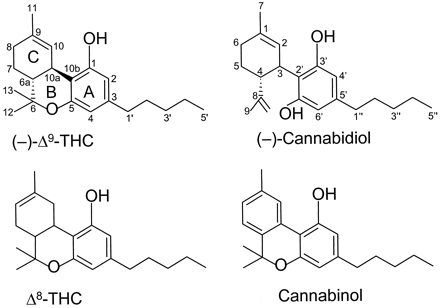 11
9
10
8
C
7
OH
1
10b
2
10a
6a
13
B
A
3
12
6
O
5
4
1'
3'
5'
(–)-Δ⁹-THC
7
1
6
2
5
3
OH
3'
2'
4'
4
8
5'
9
OH
6'
1"
3"
5"
(–)-Cannabidiol
OH
O
Δ⁸-THC
OH
O
Cannabinol